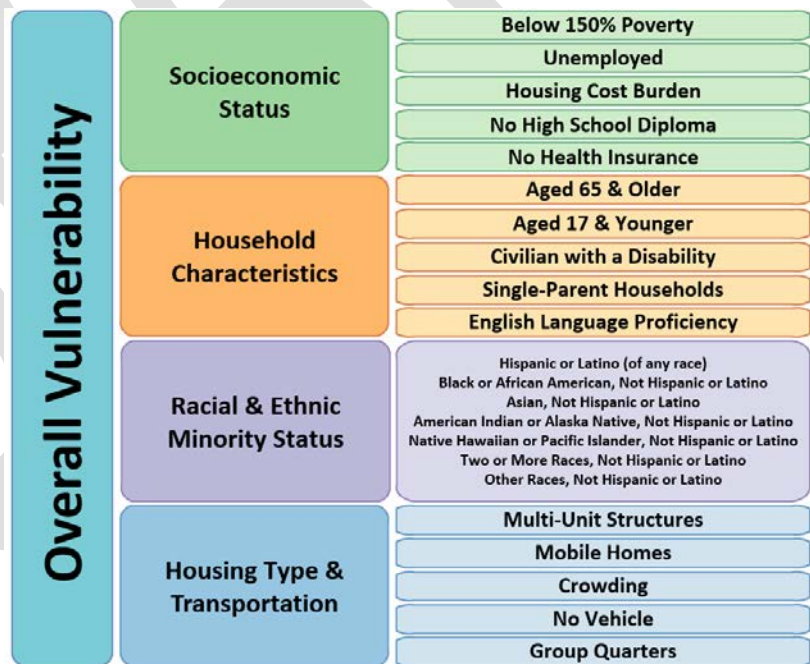 Overall Vulnerability
Socioeconomic
Status
Below 150% Poverty
Unemployed
Housing Cost Burden
No High School Diploma
No Health Insurance
Household
Characteristics
Aged 65 & Older
Aged 17 & Younger
Civilian with a Disability
Single-Parent Households
English Language Proficiency
Racial & Ethnic
Minority Status
Hispanic or Latino (of any race)
Black or African American, Not Hispanic or Latino
Asian, Not Hispanic or Latino
American Indian or Alaska Native, Not Hispanic or Latino
Native Hawaiian or Pacific Islander, Not Hispanic or Latino
Two or More Races, Not Hispanic or Latino
Other Races, Not Hispanic or Latino
Housing Type &
Transportation
Multi-Unit Structures
Mobile Homes
Crowding
No Vehicle
Group Quarters